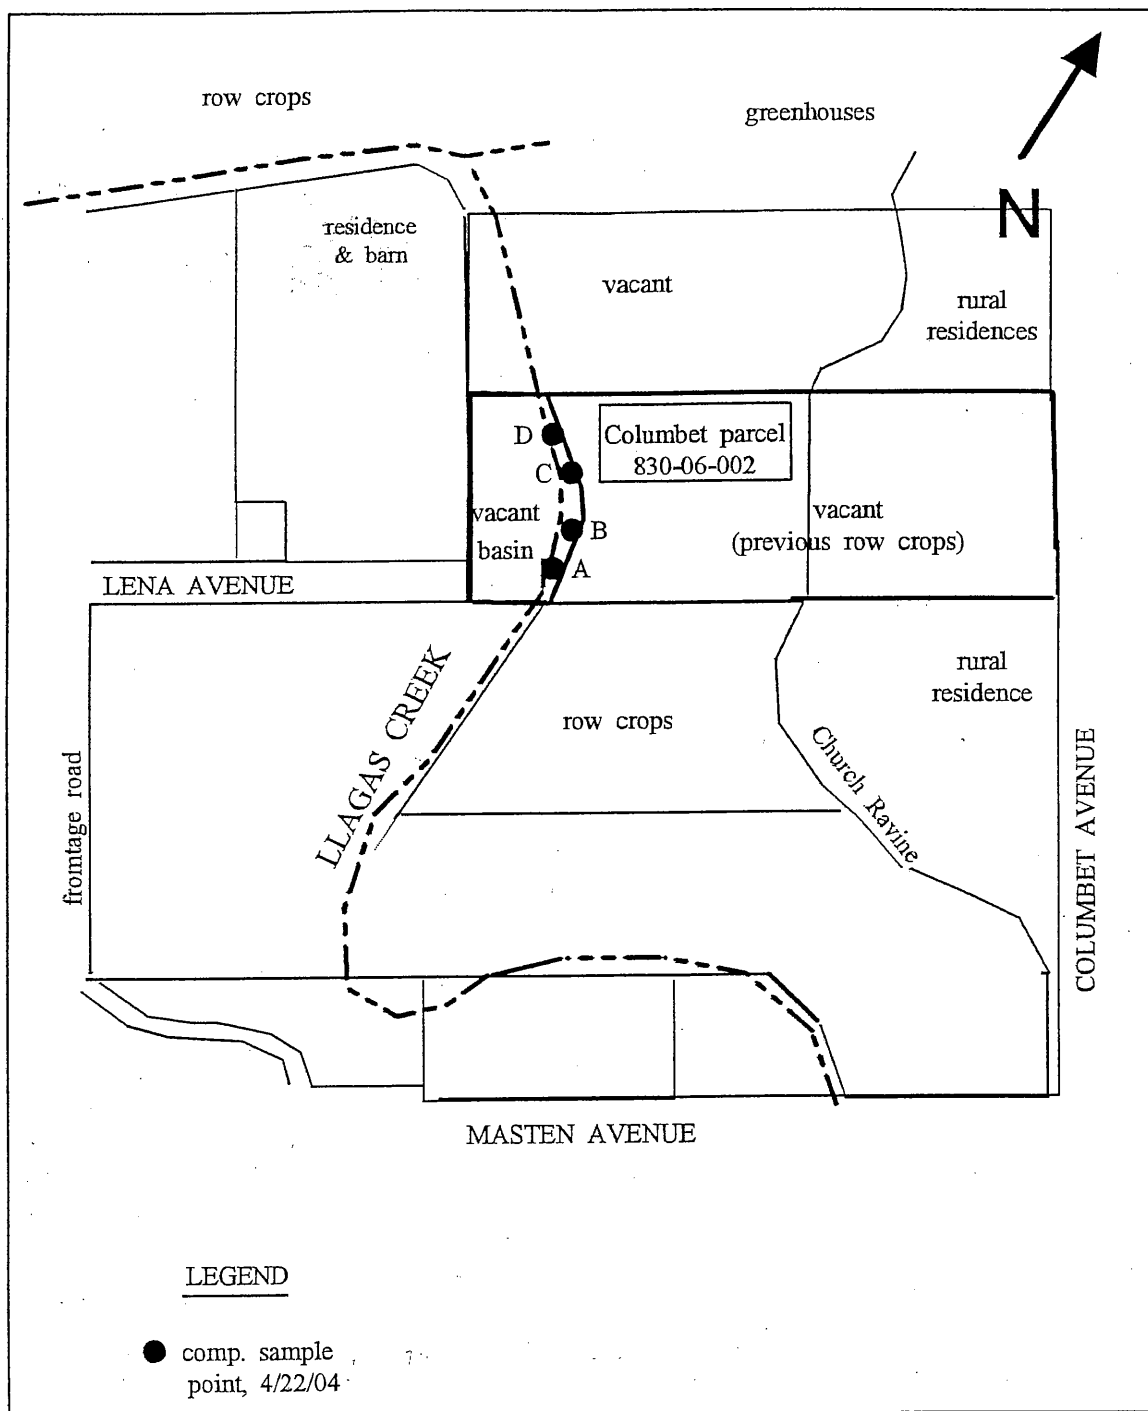 row crops
greenhouses
N
residence
& barn
vacant
rural
residences
D
Columbet parcel
830-06-002
C
vacant
basin
B
vacant
(previous row crops)
A
LENA AVENUE
LLAGAS CREEK
rural
residence
row crops
Church Ravine
fromtage road
COLUMBET AVENUE
MASTEN AVENUE
LEGEND
comp. sample
point, 4/22/04